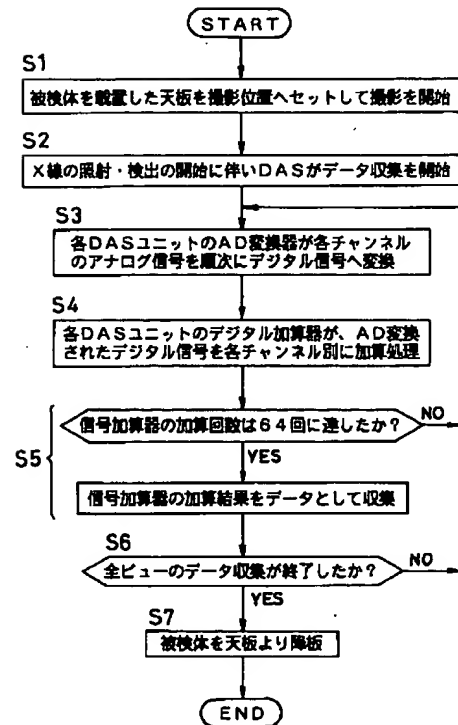 START
S1
被検体を載置した天板を撮影位置へセットして撮影を開始
S2
X線の照射・検出の開始に伴いDASがデータ収集を開始
S3
各DASユニットのAD変換器が各チャンネル
のアナログ信号を順次にデジタル信号へ変換
S4
各DASユニットのデジタル加算器が、AD変換
されたデジタル信号を各チャンネル別に加算処理
S5
信号加算器の加算回数は64回に達したか?
NO
YES
信号加算器の加算結果をデータとして収集
S6
全ビューのデータ収集が終了したか?
NO
YES
S7
被検体を天板より降板
END